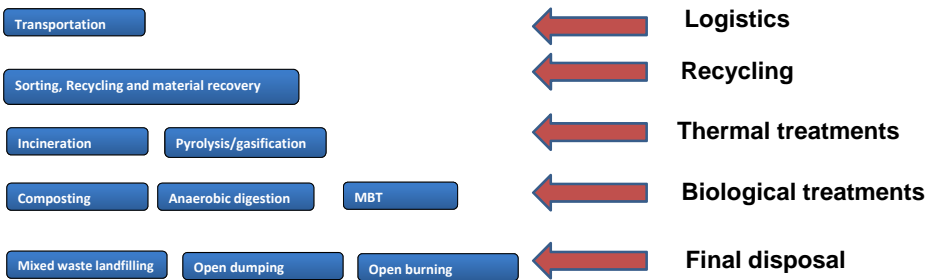 Transportation
Logistics
Sorting, Recycling and material recovery
Recycling
Incineration
Pyrolysis/gasification
Thermal treatments
Composting
Anaerobic digestion
MBT
Biological treatments
Mixed waste landfilling
Open dumping
Open burning
Final disposal